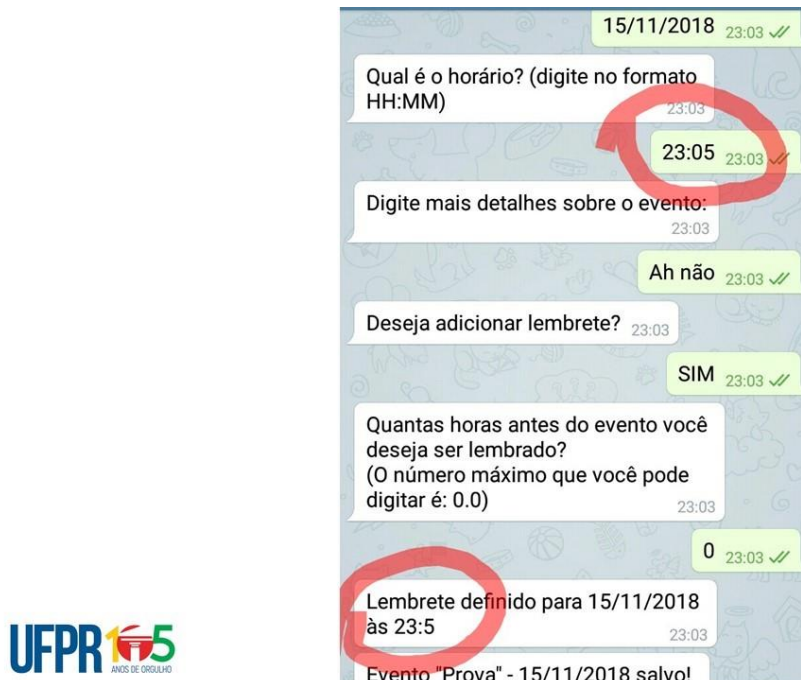 15/11/2018 23:03
Qual é o horário? (digite no formato
HH:MM) 23:03
23:05 23:03
Digite mais detalhes sobre o evento:
23:03
Ah não 23:03
Deseja adicionar lembrete? 23:03
SIM 23:03
Quantas horas antes do evento você
deseja ser lembrado?
(O número máximo que você pode
digitar é: 0.0) 23:03
0 23:03
Lembrete definido para 15/11/2018
às 23:5 23:03
Evento "Prova" - 15/11/2018 salvo!
UFPR 105
ANOS DE ORGULHO